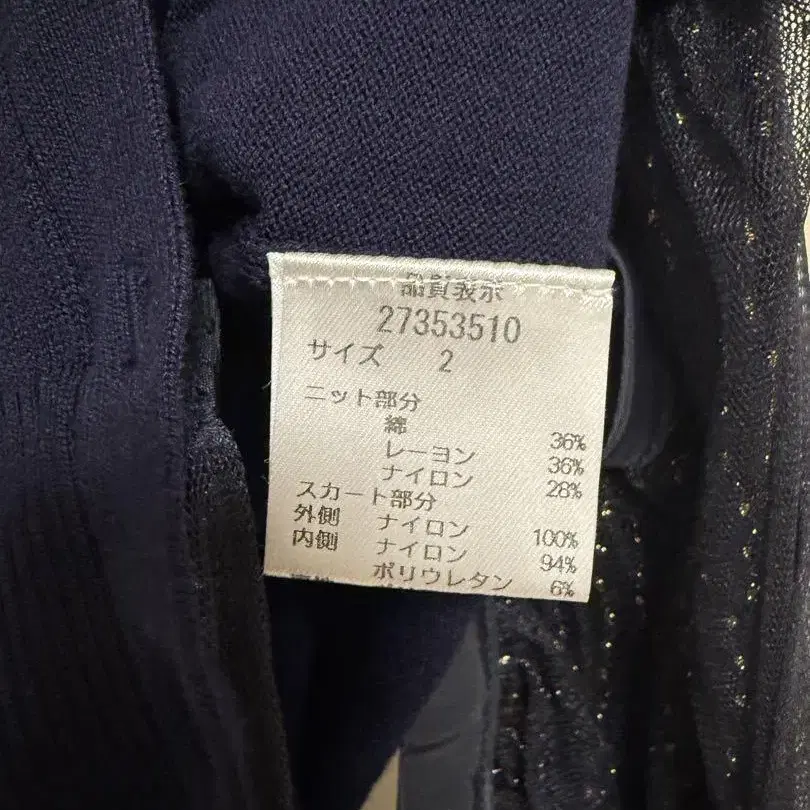 品質表示
27353510
サイズ 2
ニット部分
綿 36%
レーヨン 36%
ナイロン 28%
スカート部分
外側 ナイロン 100%
内側 ナイロン 94%
ポリウレタン 6%